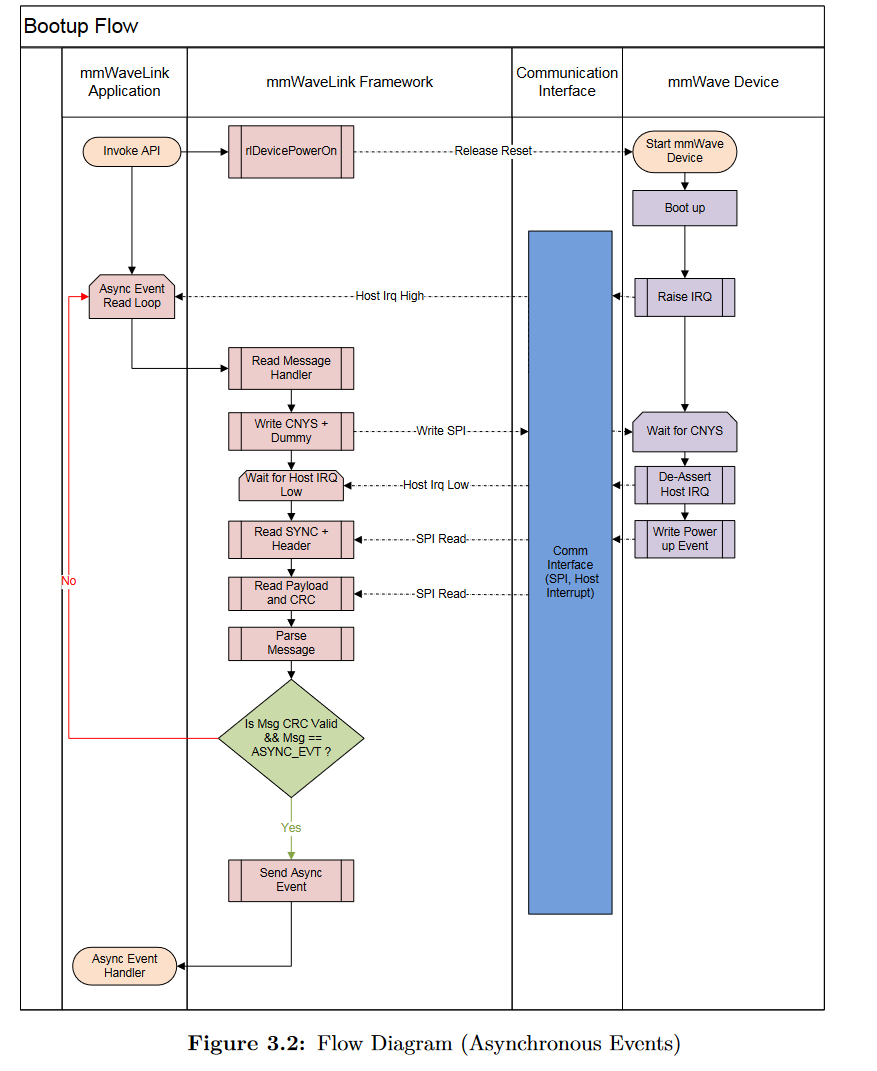 Bootup Flow
mmWaveLink
Application
mmWaveLink Framework
Communication
Interface
mmWave Device
Invoke API
rlDevicePowerOn
Release Reset
Start mmWave
Device
Boot up
Async Event
Read Loop
Host Irq High
Raise IRQ
Read Message
Handler
Write CNYS +
Dummy
Write SPI
Wait for CNYS
Wait for Host IRQ
Low
Host Irq Low
De-Assert
Host IRQ
Read SYNC +
Header
SPI Read
Write Power
up Event
Comm
Interface
(SPI, Host
Interrupt)
No
Read Payload
and CRC
SPI Read
Parse
Message
Is Msg CRC Valid
&& Msg ==
ASYNC_EVT ?
Yes
Send Async
Event
Async Event
Handler
Figure 3.2: Flow Diagram (Asynchronous Events)